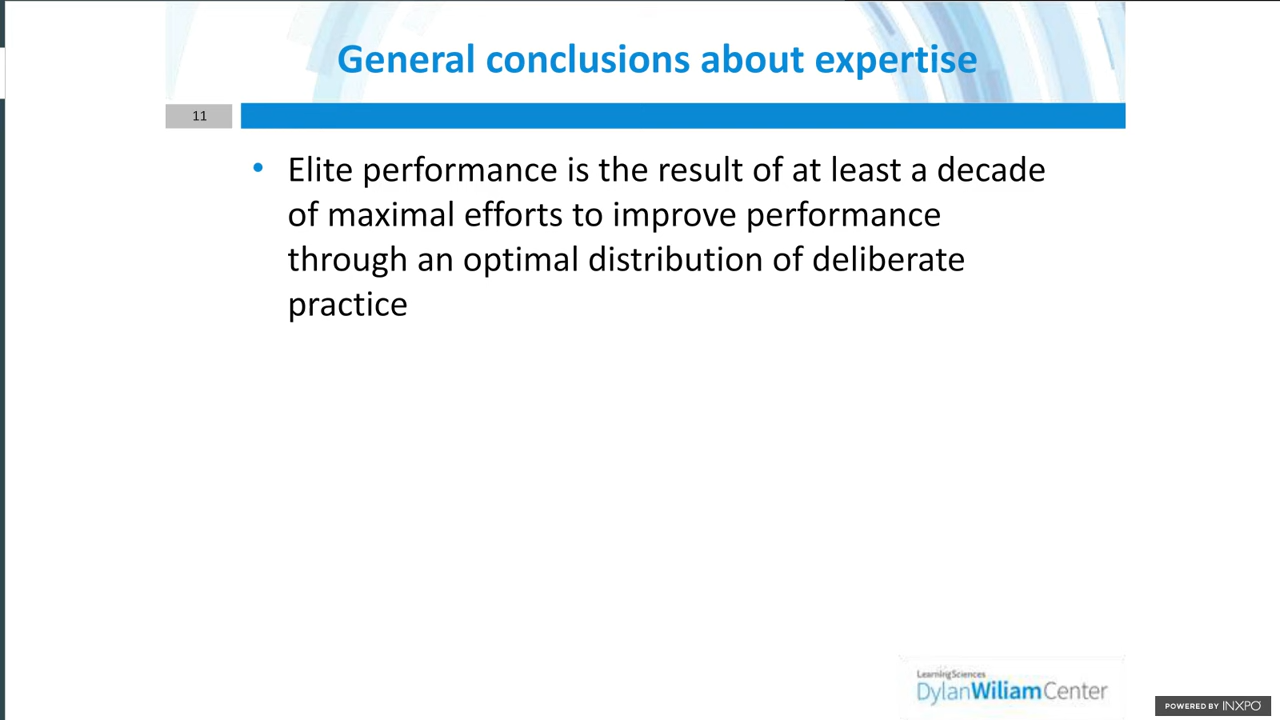 General conclusions about expertise
11
• Elite performance is the result of at least a decade
of maximal efforts to improve performance
through an optimal distribution of deliberate
practice
LearningSciences
DylanWiliamCenter
POWERED BY INXPO